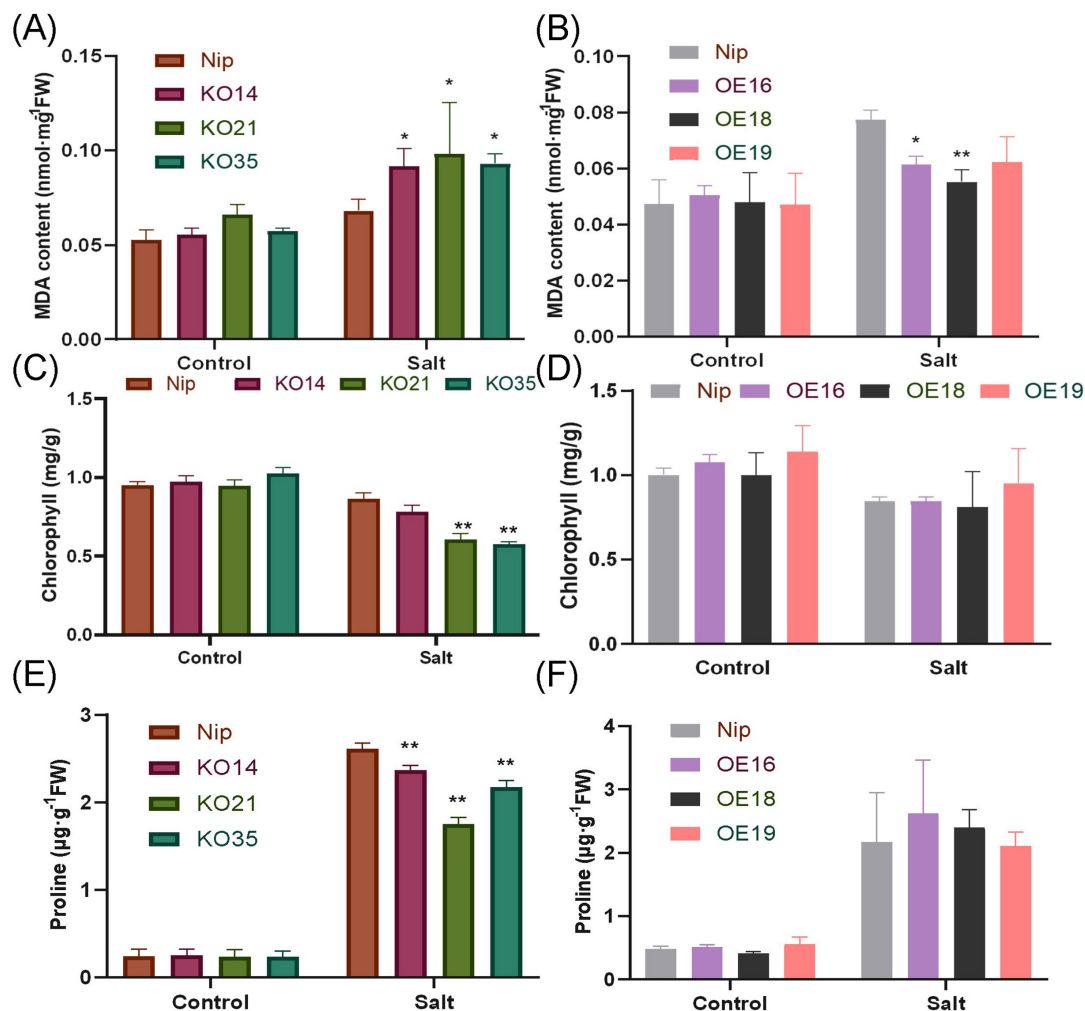 (A)
MDA content (nmol·mg⁻¹FW)
0.15
0.10
0.05
0.00
Nip
KO14
KO21
KO35
*
*
*
Control
Salt
(B)
MDA content (nmol·mg⁻¹FW)
0.10
0.08
0.06
0.04
0.02
0.00
Nip
OE16
OE18
OE19
*
**
Control
Salt
(C)
Nip
KO14
KO21
KO35
Chlorophyll (mg/g)
1.5
1.0
0.5
0.0
**
**
Control
Salt
(D)
Nip
OE16
OE18
OE19
Chlorophyll (mg/g)
1.5
1.0
0.5
0.0
Control
Salt
(E)
Proline (µg·g⁻¹FW)
3
2
1
0
Nip
KO14
KO21
KO35
**
**
**
Control
Salt
(F)
Proline (µg·g⁻¹FW)
4
3
2
1
0
Nip
OE16
OE18
OE19
Control
Salt